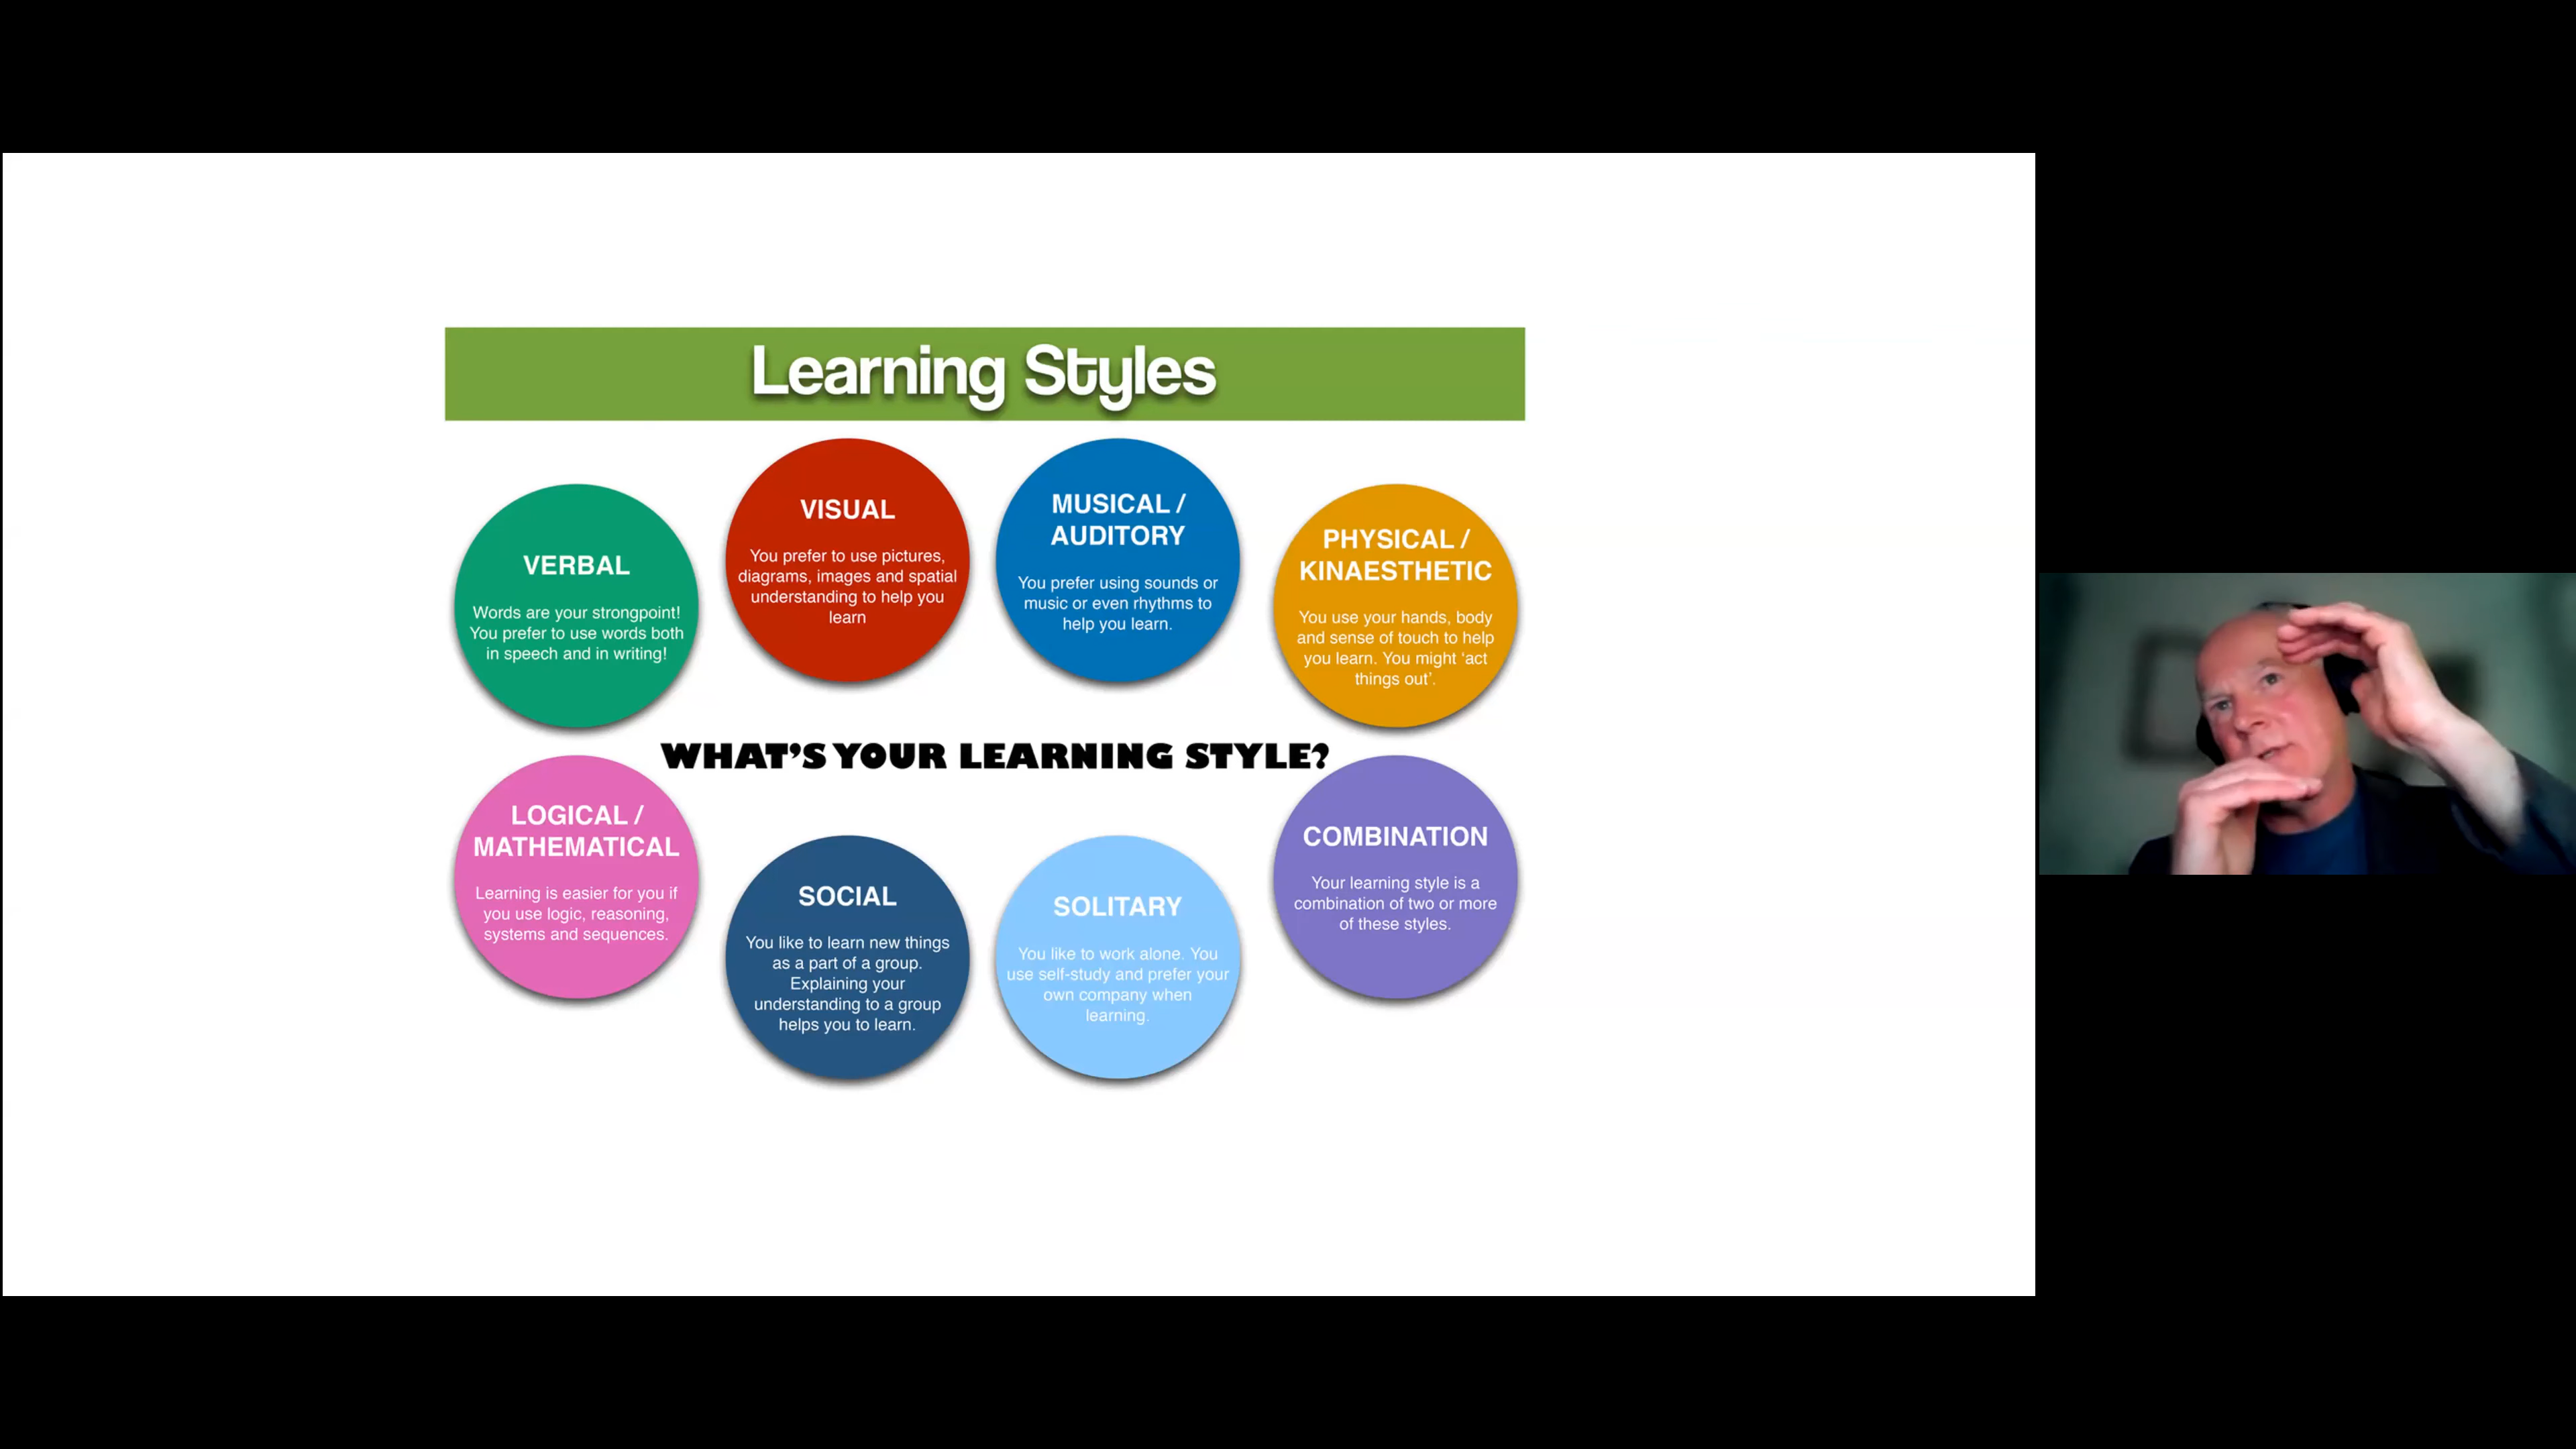 Learning Styles
VERBAL
Words are your strongpoint!
You prefer to use words both
in speech and in writing!
VISUAL
You prefer to use pictures,
diagrams, images and spatial
understanding to help you
learn
MUSICAL /
AUDITORY
You prefer using sounds or
music or even rhythms to
help you learn.
PHYSICAL /
KINAESTHETIC
You use your hands, body
and sense of touch to help
you learn. You might ‘act
things out’.
WHAT’S YOUR LEARNING STYLE?
LOGICAL /
MATHEMATICAL
Learning is easier for you if
you use logic, reasoning,
systems and sequences.
SOCIAL
You like to learn new things
as a part of a group.
Explaining your
understanding to a group
helps you to learn.
SOLITARY
You like to work alone. You
use self-study and prefer your
own company when
learning.
COMBINATION
Your learning style is a
combination of two or more
of these styles.